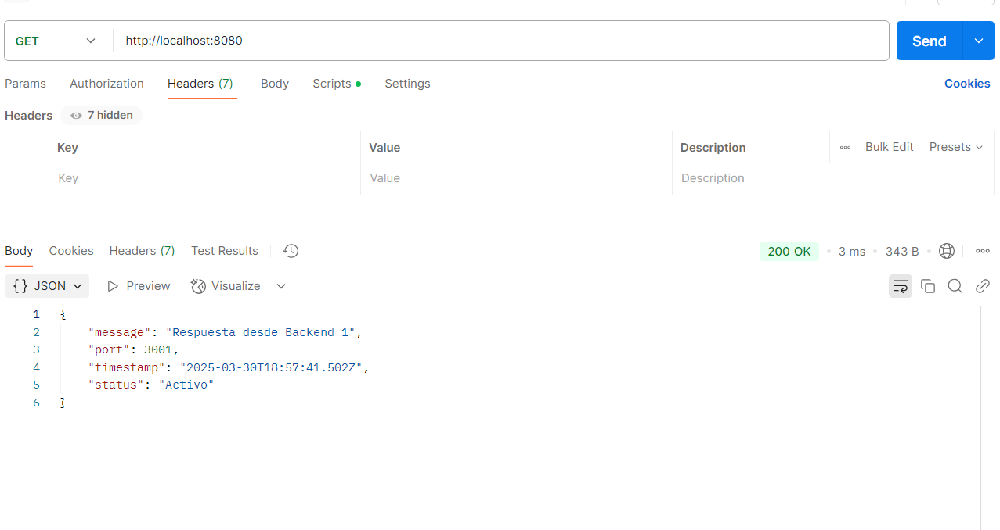 GET http://localhost:8080 Send
Params Authorization Headers (7) Body Scripts Settings Cookies
Headers 7 hidden
Key Value Description Bulk Edit Presets
Key Value Description
Body Cookies Headers (7) Test Results 200 OK • 3 ms • 343 B •
{} JSON Preview Visualize
1 {
2 "message": "Respuesta desde Backend 1",
3 "port": 3001,
4 "timestamp": "2025-03-30T18:57:41.502Z",
5 "status": "Activo"
6 }